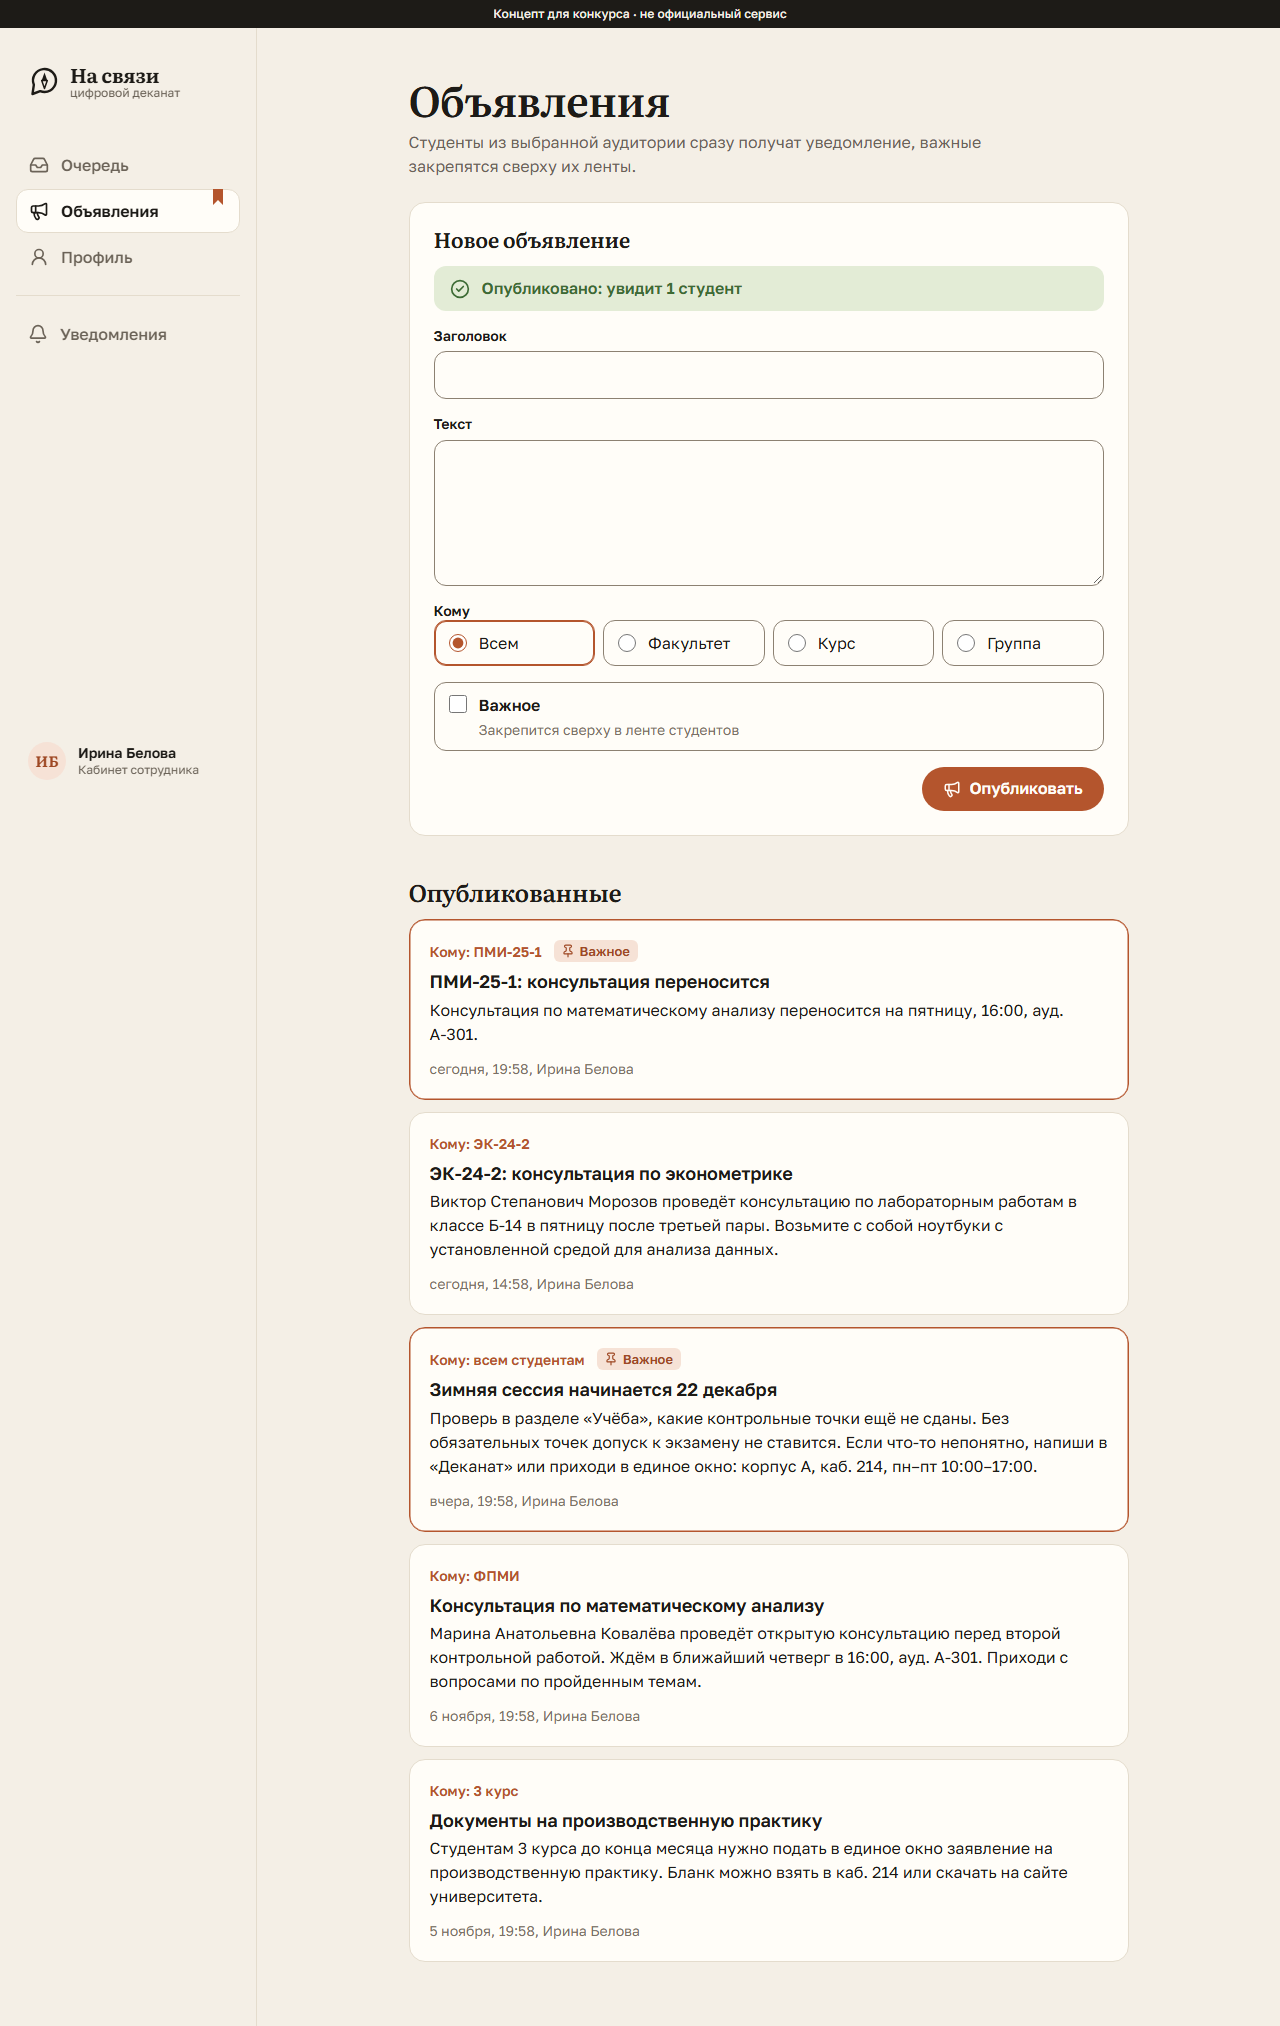 Концепт для конкурса · не официальный сервис
На связи
цифровой деканат
Очередь
Объявления
Профиль
Уведомления
ИБ
Ирина Белова
Кабинет сотрудника
Объявления
Студенты из выбранной аудитории сразу получат уведомление, важные
закрепятся сверху их ленты.
Новое объявление
Опубликовано: увидит 1 студент
Заголовок
Текст
Кому
Всем
Факультет
Курс
Группа
Важное
Закрепится сверху в ленте студентов
Опубликовать
Опубликованные
Кому: ПМИ-25-1 Важное
ПМИ-25-1: консультация переносится
Консультация по математическому анализу переносится на пятницу, 16:00, ауд.
А-301.
сегодня, 19:58, Ирина Белова
Кому: ЭК-24-2
ЭК-24-2: консультация по эконометрике
Виктор Степанович Морозов проведёт консультацию по лабораторным работам в
классе Б-14 в пятницу после третьей пары. Возьмите с собой ноутбуки с
установленной средой для анализа данных.
сегодня, 14:58, Ирина Белова
Кому: всем студентам Важное
Зимняя сессия начинается 22 декабря
Проверь в разделе «Учёба», какие контрольные точки ещё не сданы. Без
обязательных точек допуск к экзамену не ставится. Если что-то непонятно, напиши в
«Деканат» или приходи в единое окно: корпус А, каб. 214, пн–пт 10:00–17:00.
вчера, 19:58, Ирина Белова
Кому: ФПМИ
Консультация по математическому анализу
Марина Анатольевна Ковалёва проведёт открытую консультацию перед второй
контрольной работой. Ждём в ближайший четверг в 16:00, ауд. А-301. Приходи с
вопросами по пройденным темам.
6 ноября, 19:58, Ирина Белова
Кому: 3 курс
Документы на производственную практику
Студентам 3 курса до конца месяца нужно подать в единое окно заявление на
производственную практику. Бланк можно взять в каб. 214 или скачать на сайте
университета.
5 ноября, 19:58, Ирина Белова